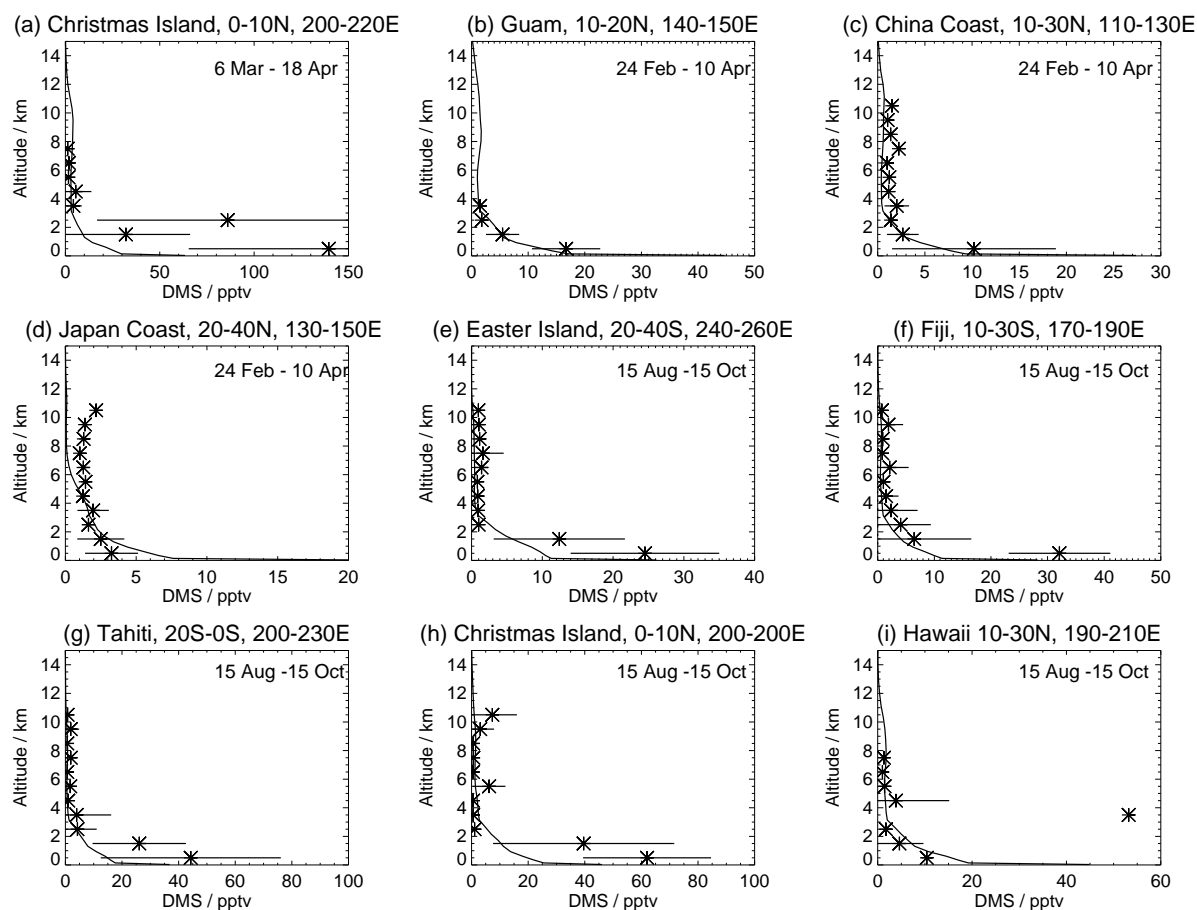 (a) Christmas Island, 0-10N, 200-220E
6 Mar - 18 Apr
Altitude / km
14
12
10
8
6
4
2
0
0 50 100 150
DMS / pptv
(b) Guam, 10-20N, 140-150E
24 Feb - 10 Apr
Altitude / km
14
12
10
8
6
4
2
0
0 10 20 30 40 50
DMS / pptv
(c) China Coast, 10-30N, 110-130E
24 Feb - 10 Apr
Altitude / km
14
12
10
8
6
4
2
0
0 5 10 15 20 25 30
DMS / pptv
(d) Japan Coast, 20-40N, 130-150E
24 Feb - 10 Apr
Altitude / km
14
12
10
8
6
4
2
0
0 5 10 15 20
DMS / pptv
(e) Easter Island, 20-40S, 240-260E
15 Aug -15 Oct
Altitude / km
14
12
10
8
6
4
2
0
0 10 20 30 40
DMS / pptv
(f) Fiji, 10-30S, 170-190E
15 Aug -15 Oct
Altitude / km
14
12
10
8
6
4
2
0
0 10 20 30 40 50
DMS / pptv
(g) Tahiti, 20S-0S, 200-230E
15 Aug -15 Oct
Altitude / km
14
12
10
8
6
4
2
0
0 20 40 60 80 100
DMS / pptv
(h) Christmas Island, 0-10N, 200-200E
15 Aug -15 Oct
Altitude / km
14
12
10
8
6
4
2
0
0 20 40 60 80 100
DMS / pptv
(i) Hawaii 10-30N, 190-210E
15 Aug -15 Oct
Altitude / km
14
12
10
8
6
4
2
0
0 20 40 60
DMS / pptv